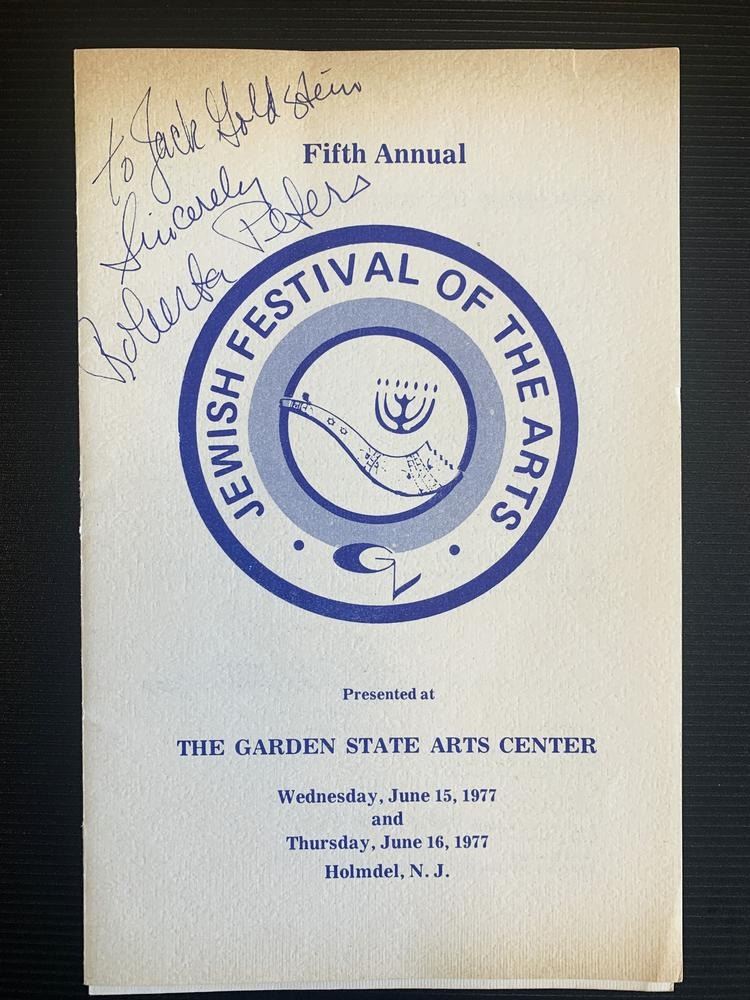 to Jack Goldstein
Sincerely
Roberta Peters
Fifth Annual
JEWISH FESTIVAL OF THE ARTS
Presented at
THE GARDEN STATE ARTS CENTER
Wednesday, June 15, 1977
and
Thursday, June 16, 1977
Holmdel, N. J.